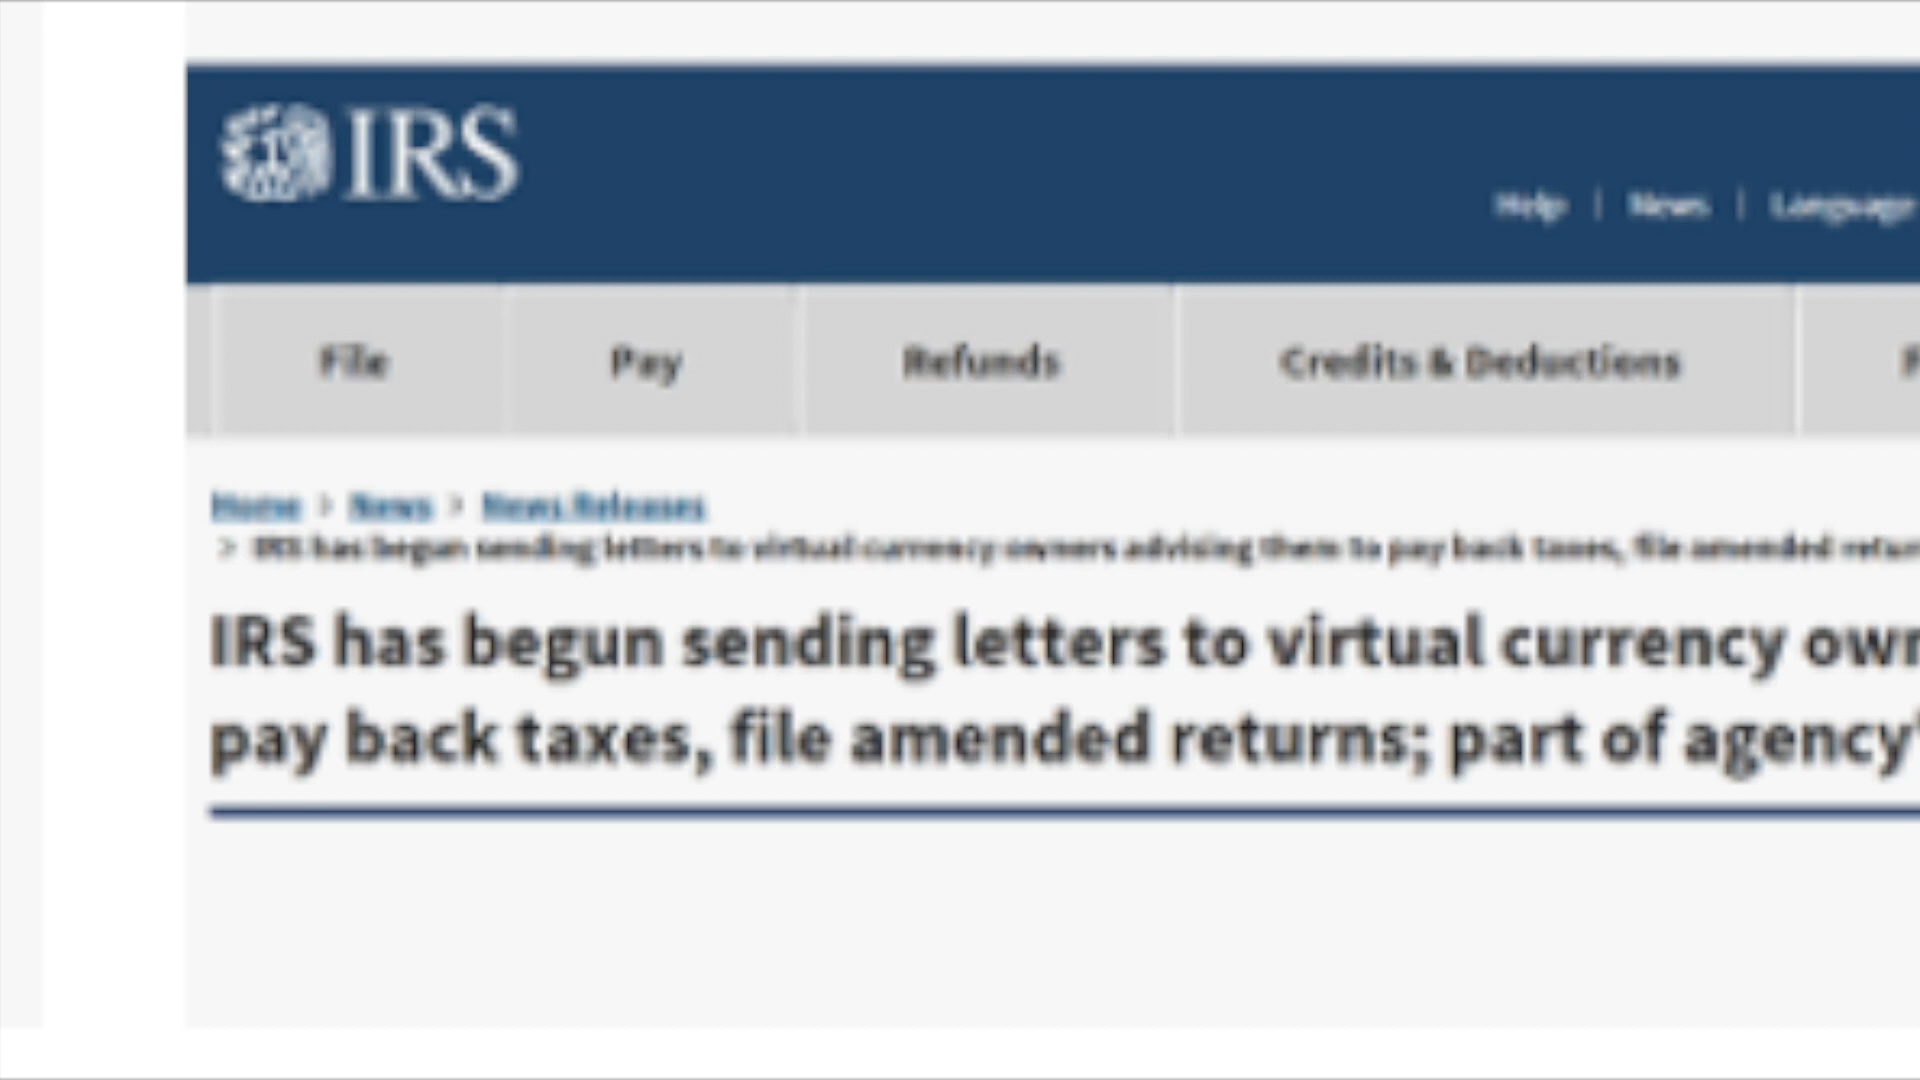 IRS
Help | News | Language
File Pay Refunds Credits & Deductions F
Home > News > News Releases
> IRS has begun sending letters to virtual currency owners advising them to pay back taxes, file amended retur
IRS has begun sending letters to virtual currency own
pay back taxes, file amended returns; part of agency'